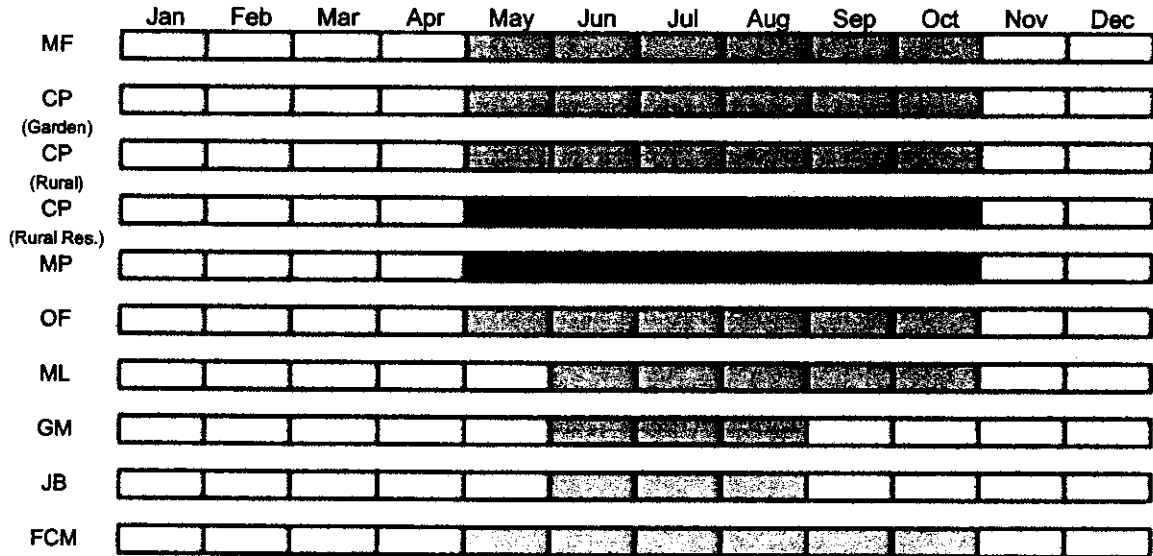 Jan Feb Mar Apr May Jun Jul Aug Sep Oct Nov Dec
MF
CP
(Garden)
CP
(Rural)
CP
(Rural Res.)
MP
OF
ML
GM
JB
FCM